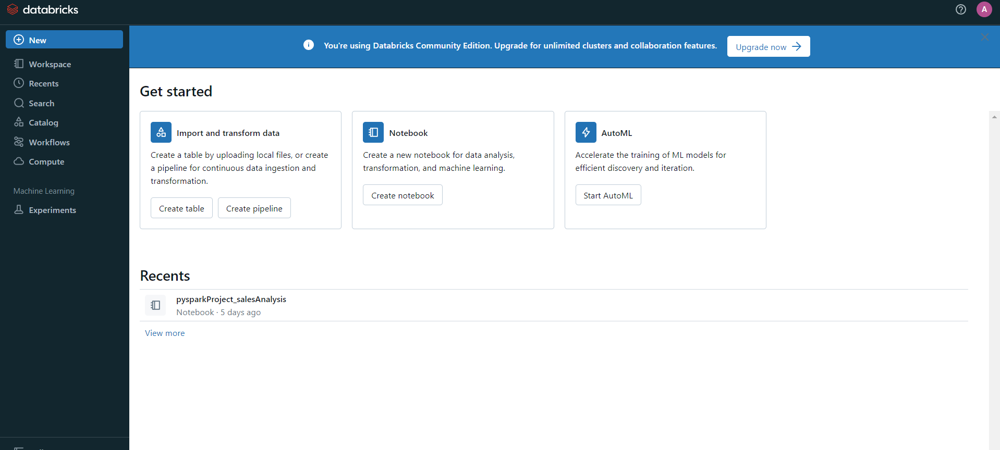 databricks
A
New
Workspace
Recents
Search
Catalog
Workflows
Compute
Machine Learning
Experiments
You're using Databricks Community Edition. Upgrade for unlimited clusters and collaboration features.
Upgrade now
Get started
Import and transform data
Create a table by uploading local files, or create
a pipeline for continuous data ingestion and
transformation.
Create table
Create pipeline
Notebook
Create a new notebook for data analysis,
transformation, and machine learning.
Create notebook
AutoML
Accelerate the training of ML models for
efficient discovery and iteration.
Start AutoML
Recents
pysparkProject_salesAnalysis
Notebook · 5 days ago
View more